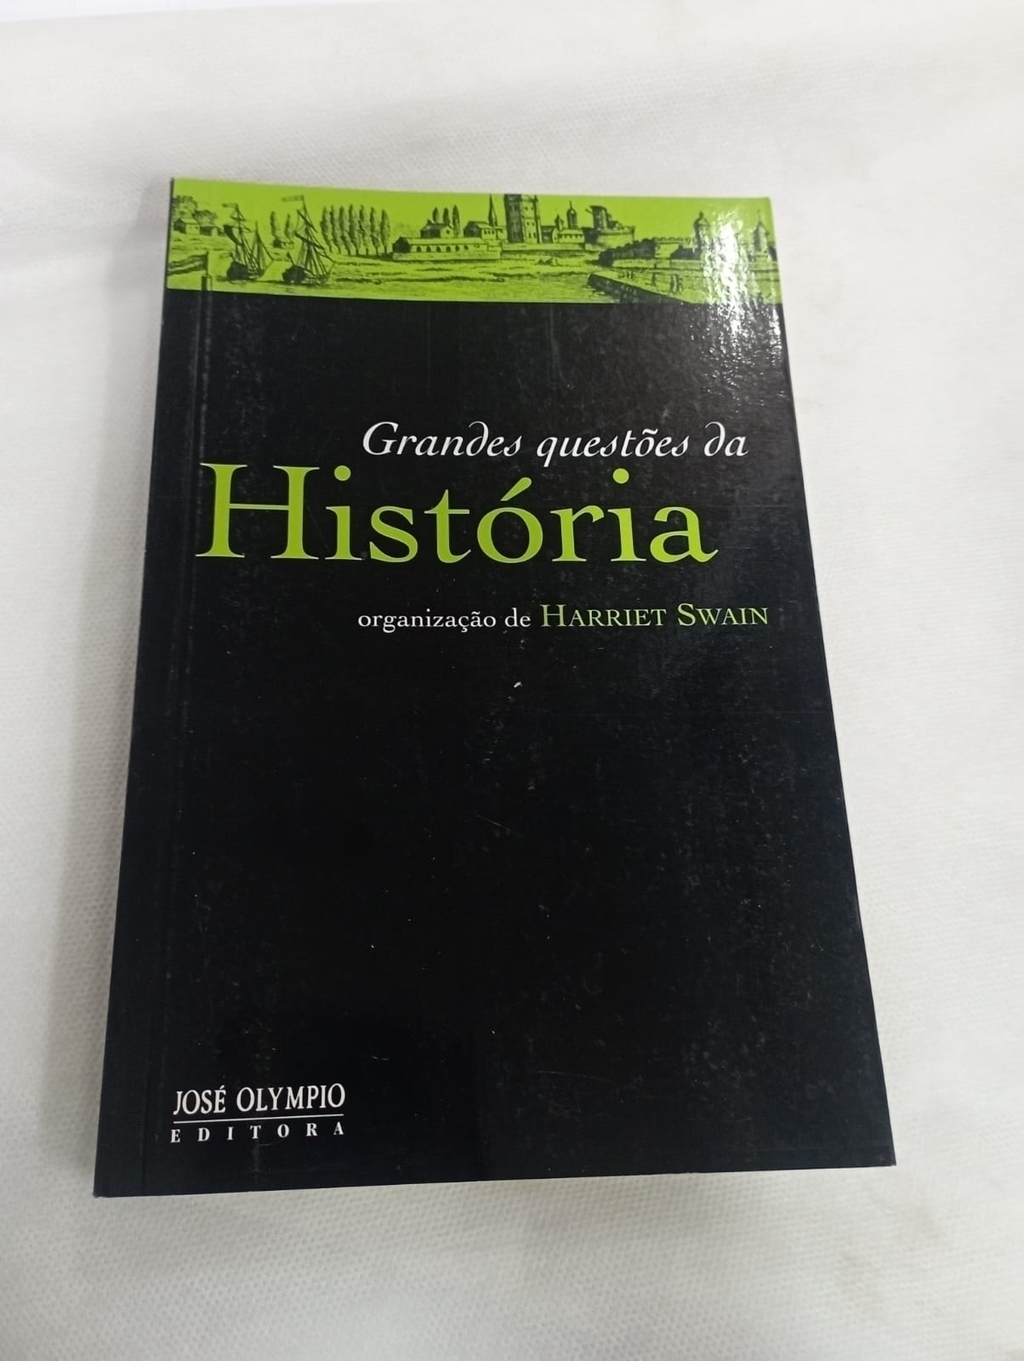 Grandes questões da
História
organização de HARRIET SWAIN
JOSÉ OLYMPIO
EDITORA